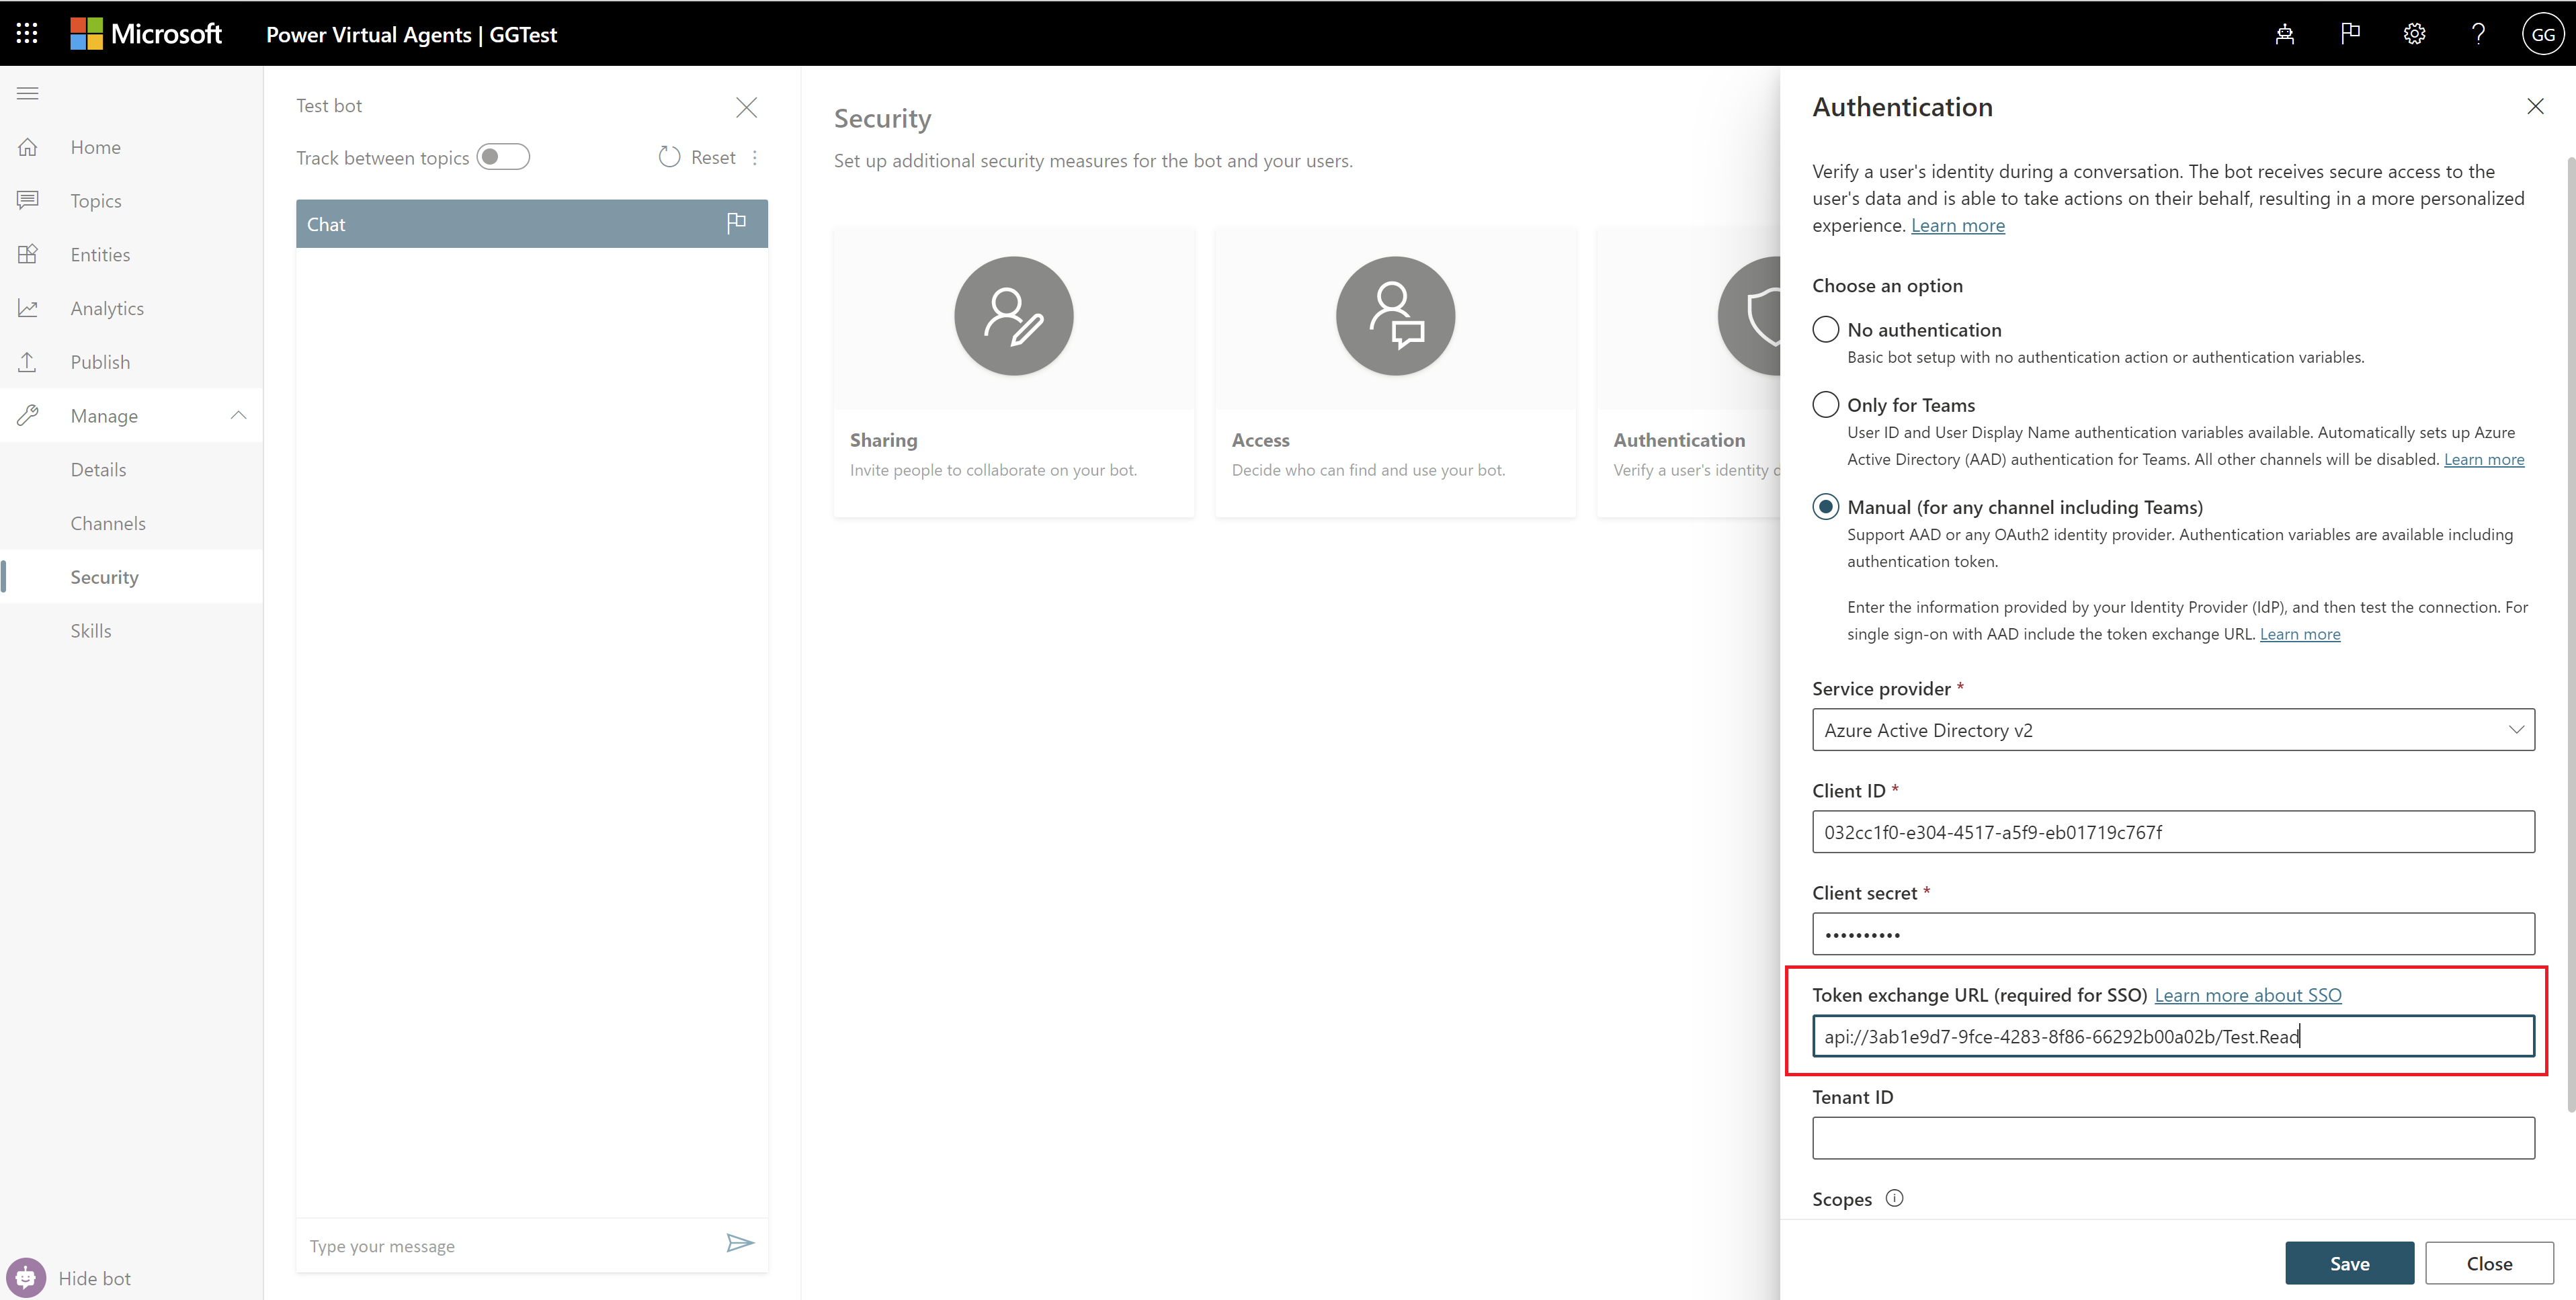 Microsoft
Power Virtual Agents | GGTest
GG
Home
Topics
Entities
Analytics
Publish
Manage
Details
Channels
Security
Skills
Hide bot
Test bot
Track between topics
Reset
Chat
Type your message
Security
Set up additional security measures for the bot and your users.
Sharing
Invite people to collaborate on your bot.
Access
Decide who can find and use your bot.
Authentication
Verify a user's identity
Authentication
Verify a user's identity during a conversation. The bot receives secure access to the
user's data and is able to take actions on their behalf, resulting in a more personalized
experience. Learn more
Choose an option
No authentication
Basic bot setup with no authentication action or authentication variables.
Only for Teams
User ID and User Display Name authentication variables available. Automatically sets up Azure
Active Directory (AAD) authentication for Teams. All other channels will be disabled. Learn more
Manual (for any channel including Teams)
Support AAD or any OAuth2 identity provider. Authentication variables are available including
authentication token.
Enter the information provided by your Identity Provider (IdP), and then test the connection. For
single sign-on with AAD include the token exchange URL. Learn more
Service provider *
Azure Active Directory v2
Client ID *
032cc1f0-e304-4517-a5f9-eb01719c767f
Client secret *
••••••••••
Token exchange URL (required for SSO) Learn more about SSO
api://3ab1e9d7-9fce-4283-8f86-66292b00a02b/Test.Read
Tenant ID
Scopes
Save
Close